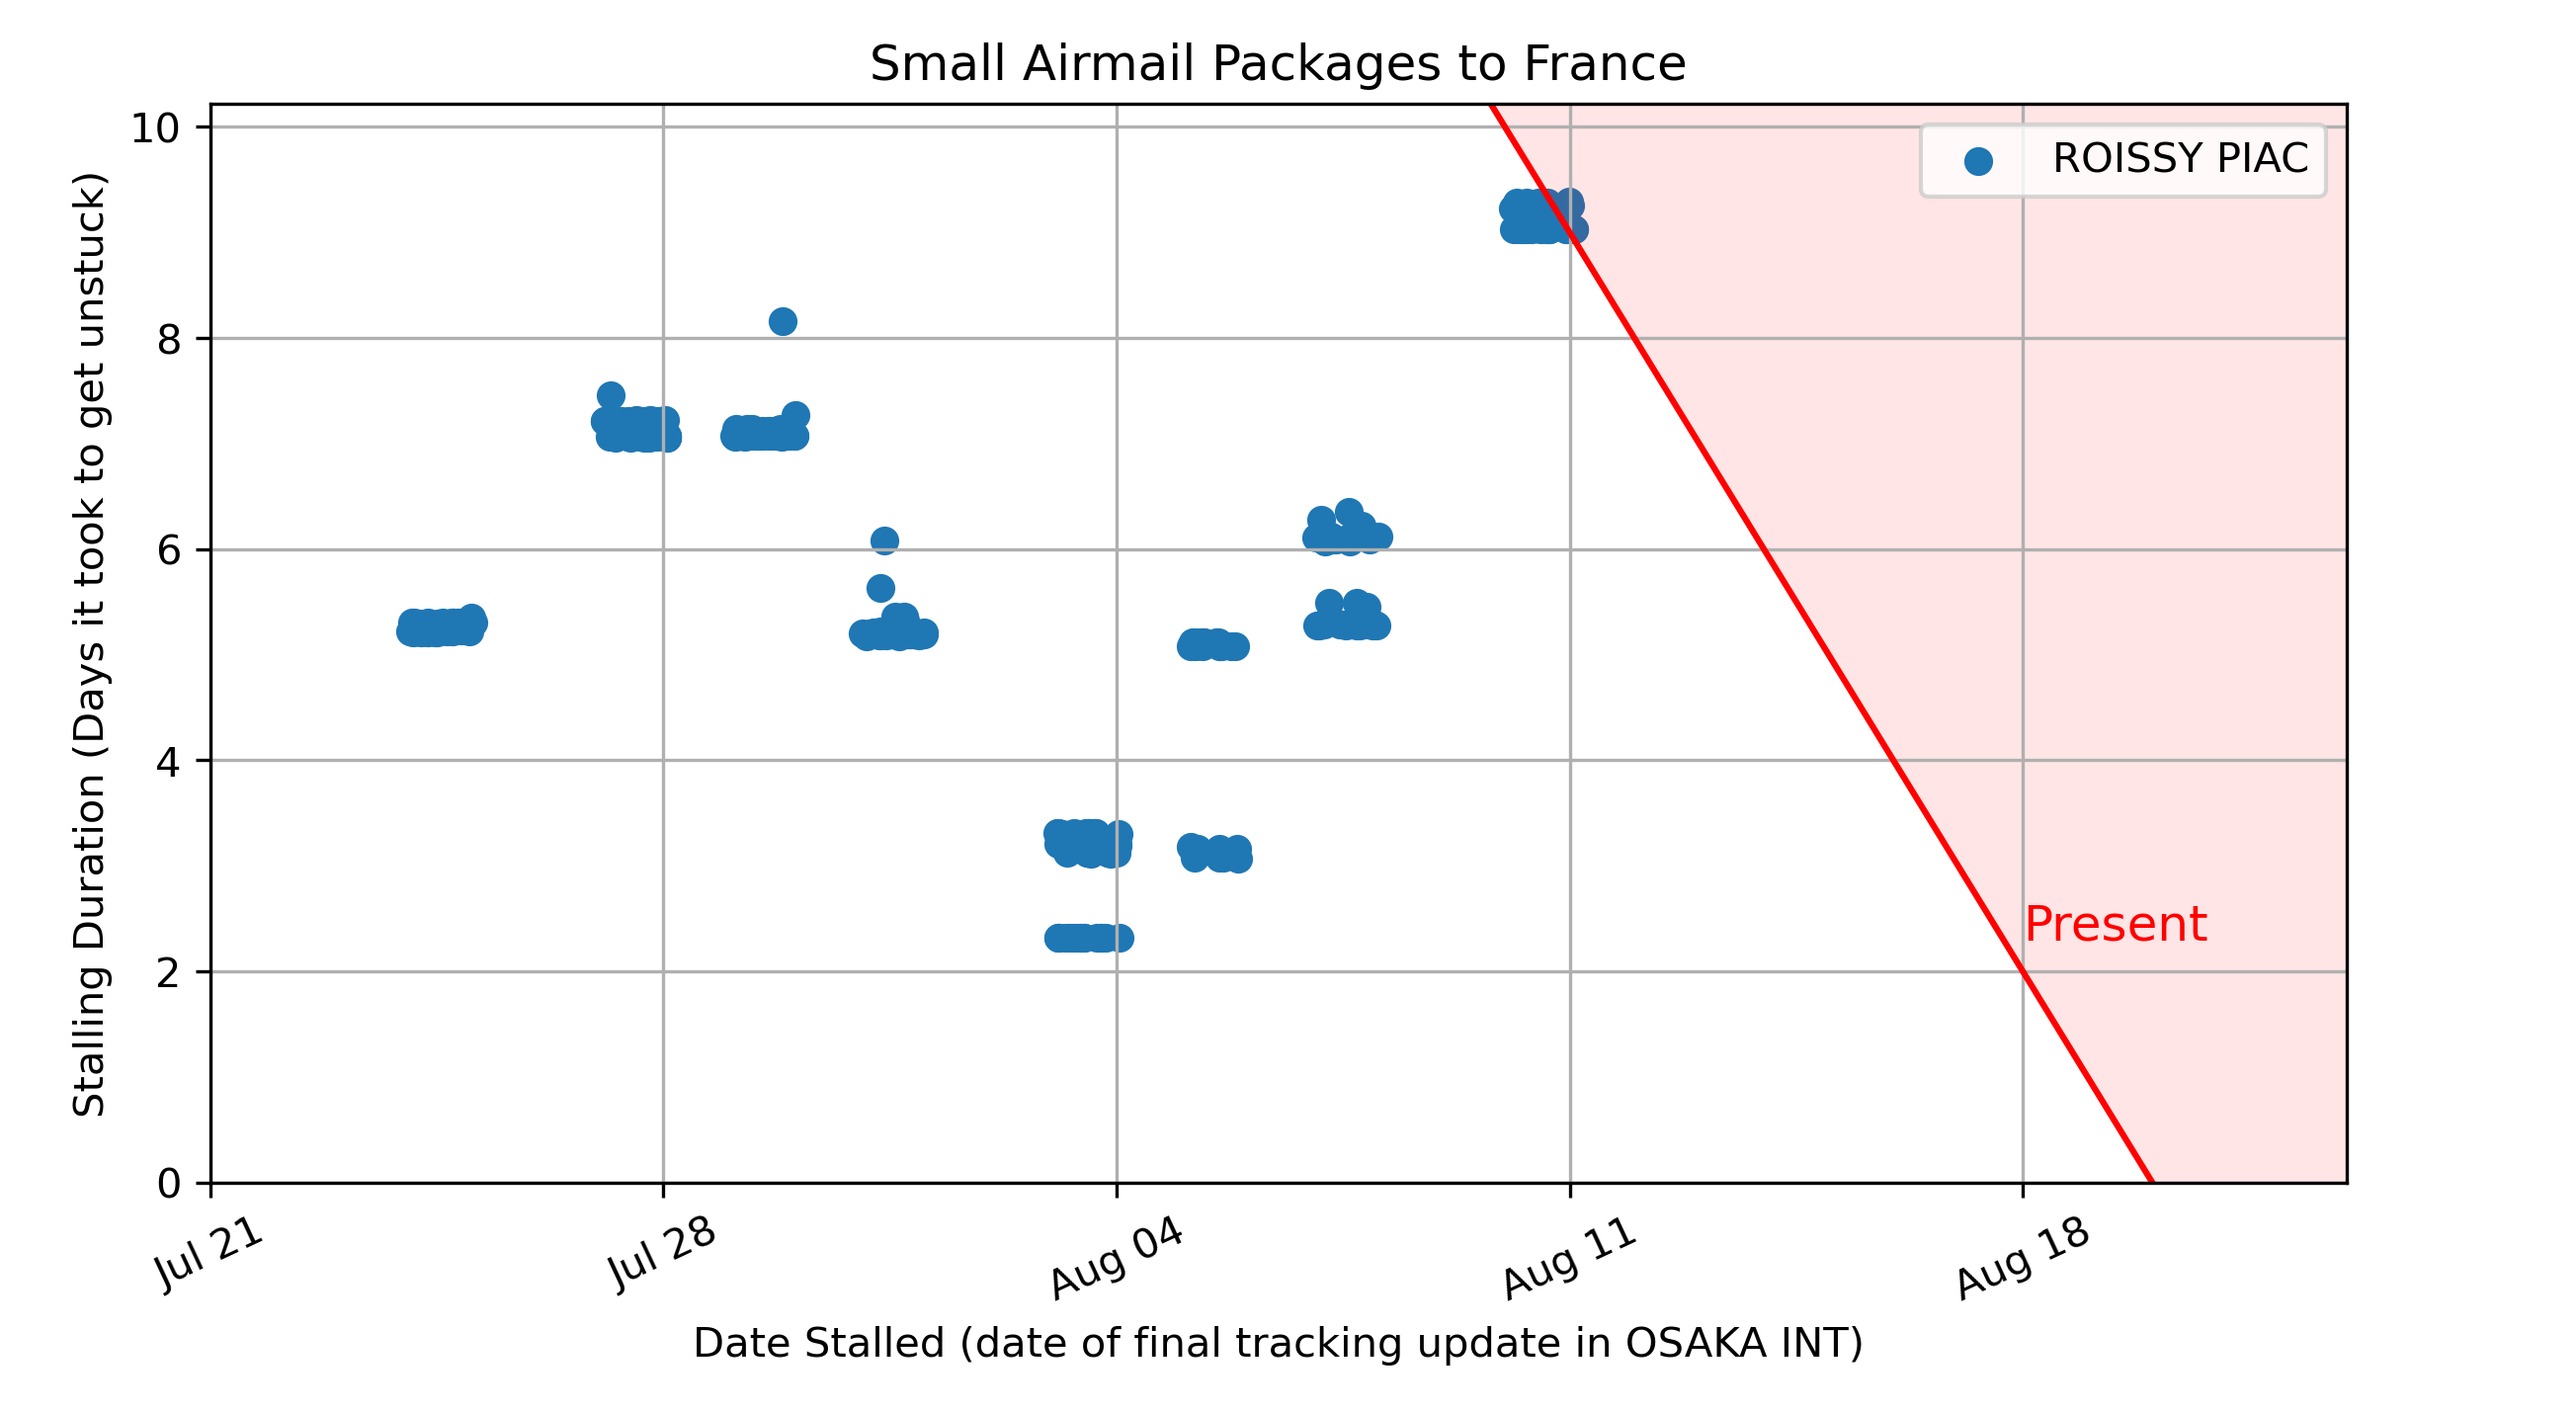 Small Airmail Packages to France
Stalling Duration (Days it took to get unstuck)
10
8
6
4
2
0
ROISSY PIAC
Present
Jul 21
Jul 28
Aug 04
Aug 11
Aug 18
Date Stalled (date of final tracking update in OSAKA INT)